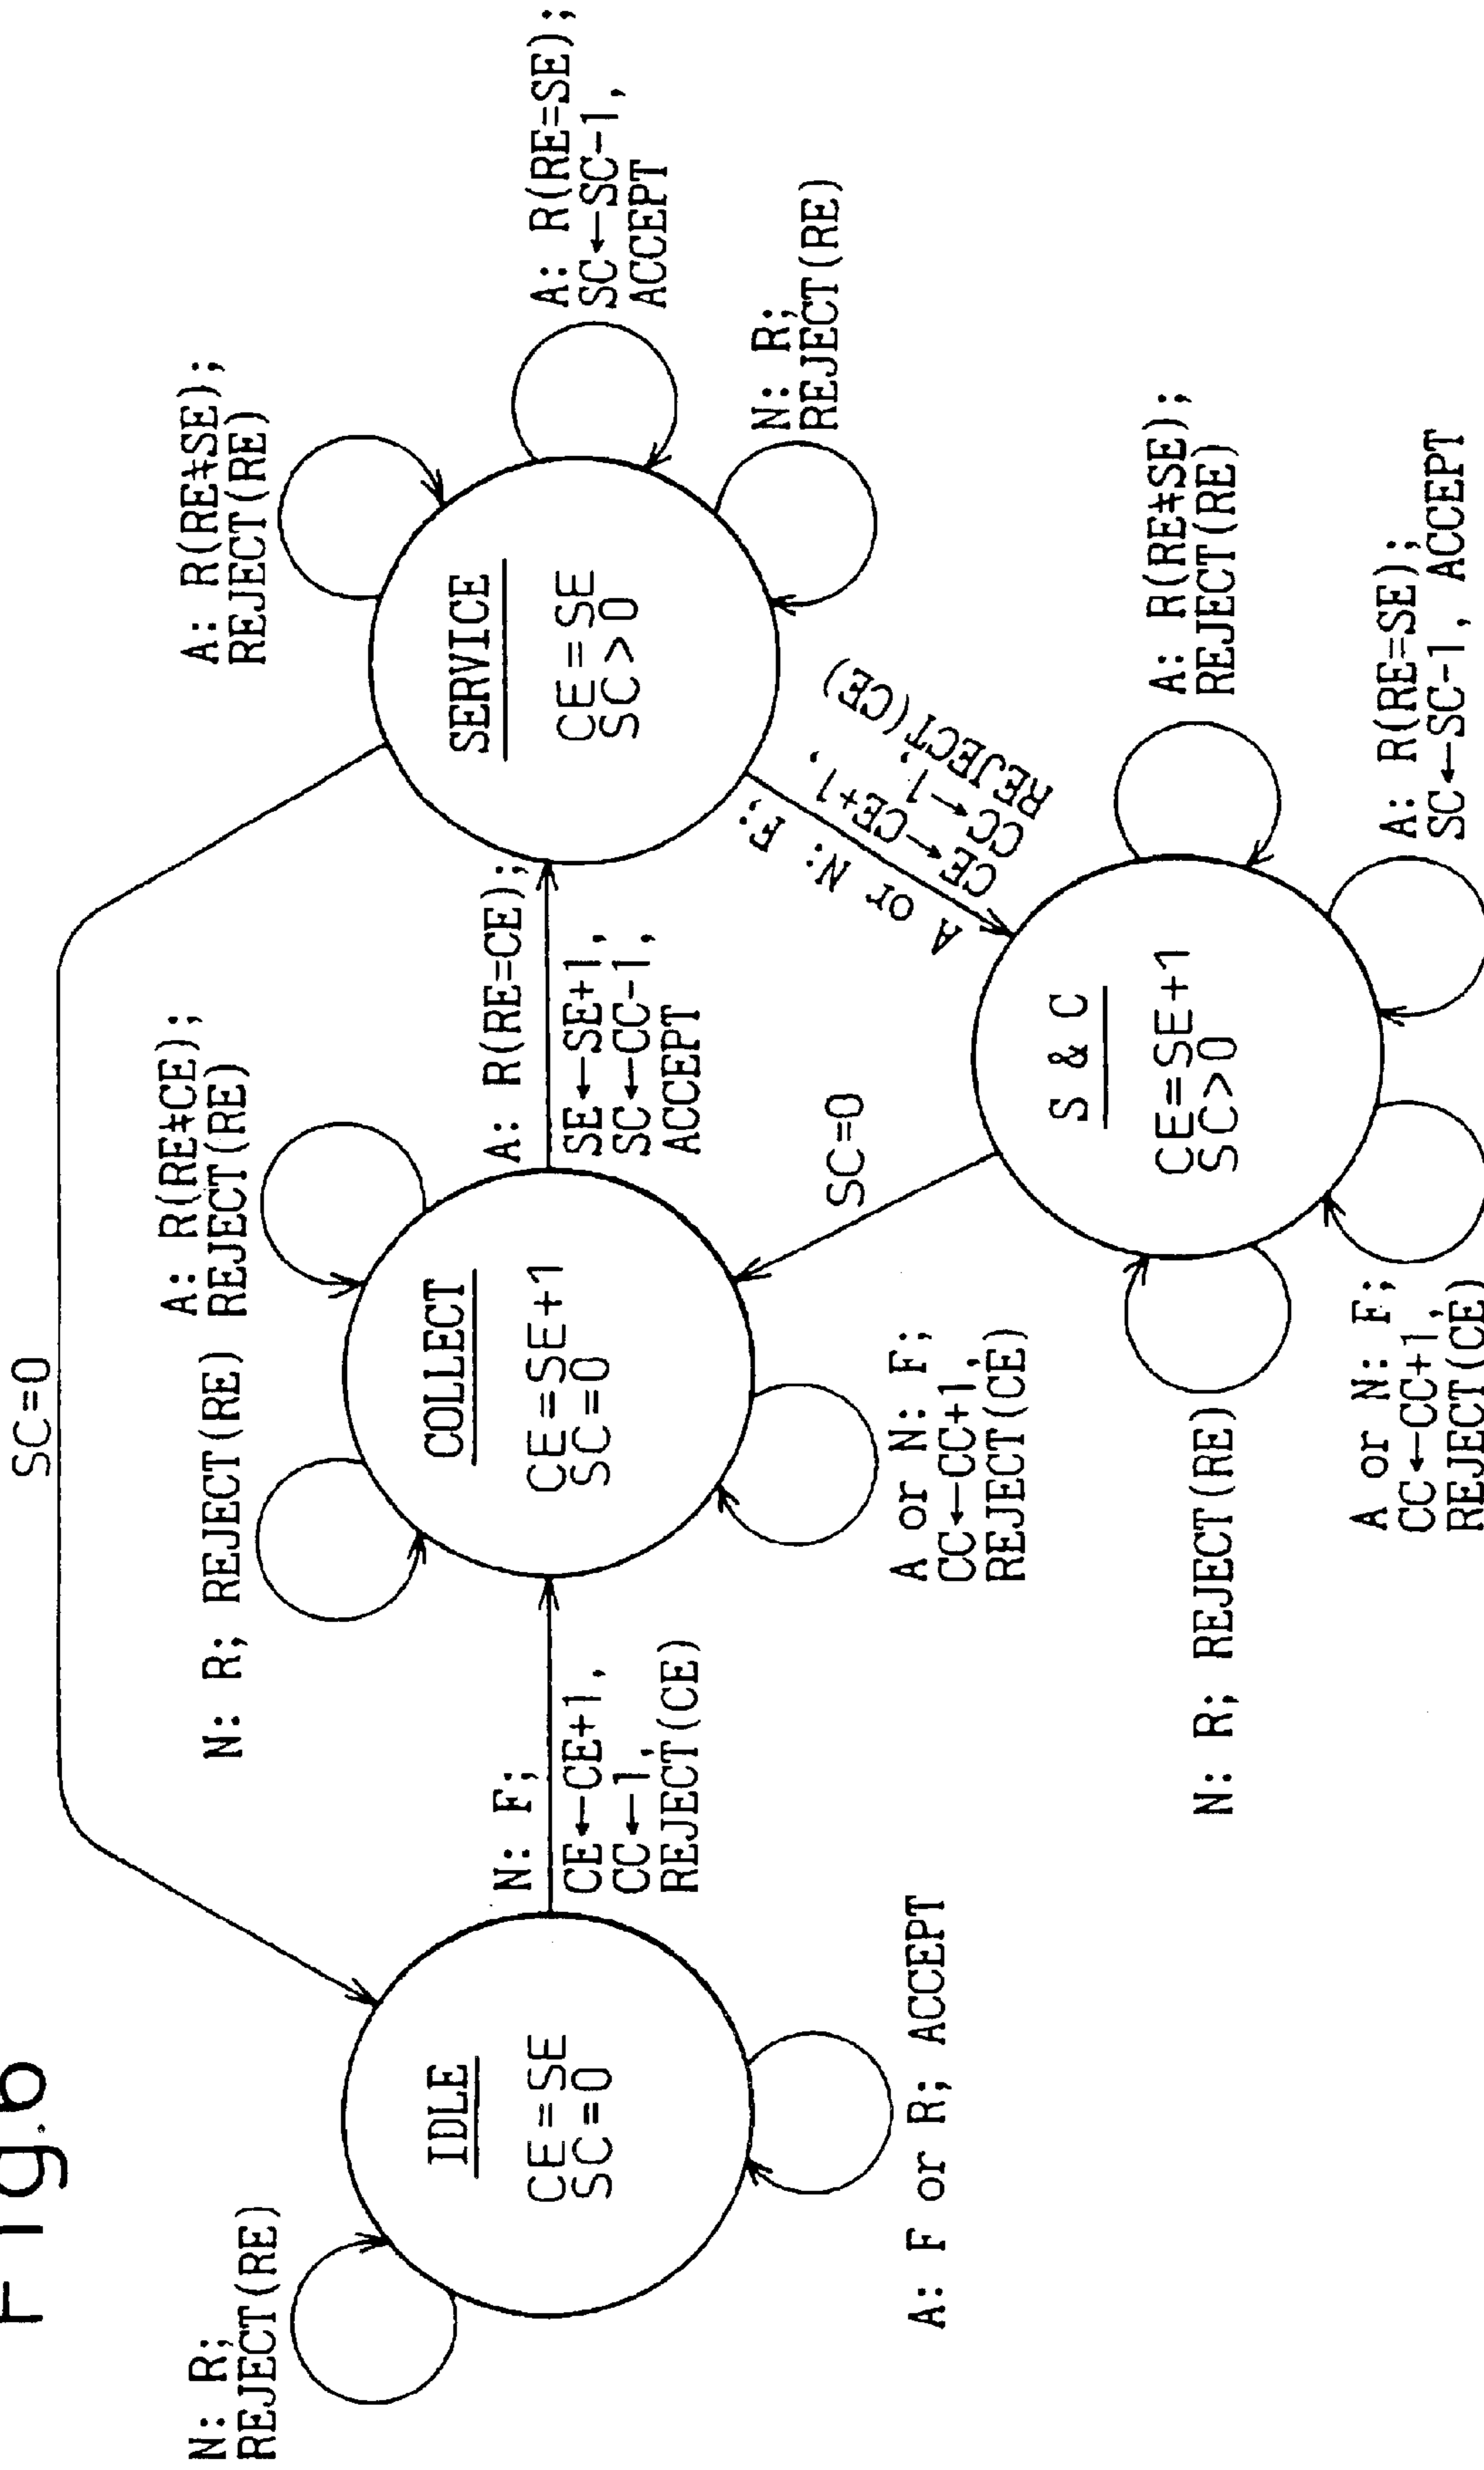 Fig.6
SC=0
N: R;
REJECT(RE)
IDLE
CE=SE
SC=0
A: F or R; ACCEPT
N: F;
CE←CE+1,
CC←1,
REJECT(CE)
N: R; REJECT(RE)
A: R(RE≠CE);
REJECT(RE)
COLLECT
CE=SE+1
SC=0
A or N: F;
CC←CC+1,
REJECT(CE)
A: R(RE=CE);
SE←SE+1,
SC←CC-1,
ACCEPT
A: R(RE≠SE);
REJECT(RE)
SERVICE
CE=SE
SC>0
A: R(RE=SE);
SC←SC-1,
ACCEPT
N: R;
REJECT(RE)
A or N: F;
CE←CE+1,
CC←1,
REJECT(CE)
SC=0
S & C
CE=SE+1
SC>0
A: R(RE≠SE);
REJECT(RE)
N: R; REJECT(RE)
A or N: F;
CC←CC+1,
REJECT(CE)
A: R(RE=SE);
SC←SC-1, ACCEPT